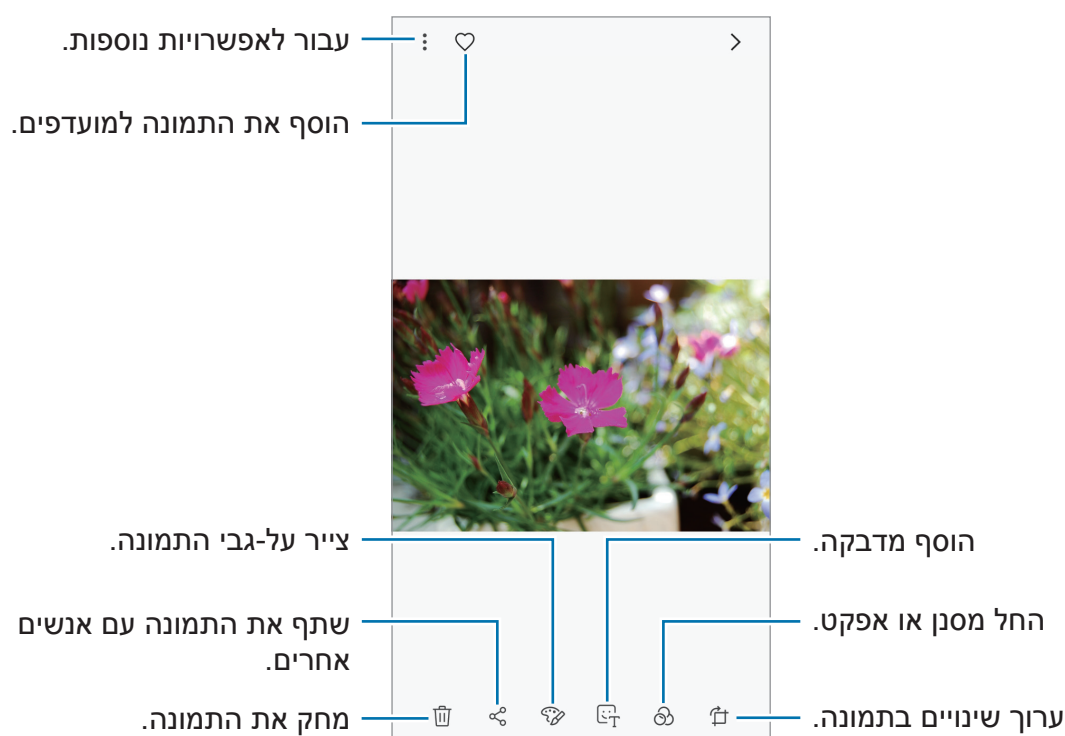 עבור לאפשרויות נוספות.
הוסף את התמונה למועדפים.
הוסף מדבקה.
צייר על-גבי התמונה.
החל מסנן או אפקט.
שתף את התמונה עם אנשים
אחרים.
ערוך שינויים בתמונה.
מחק את התמונה.